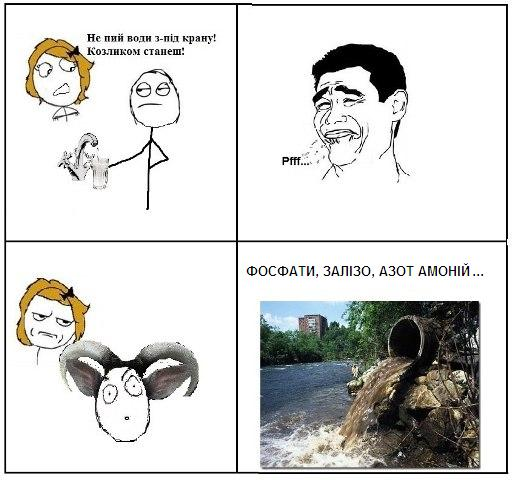 Не пий води з-під крану!
Козликом станеш!
Pfff...
ФОСФАТИ, ЗАЛІЗО, АЗОТ АМОНІЙ...